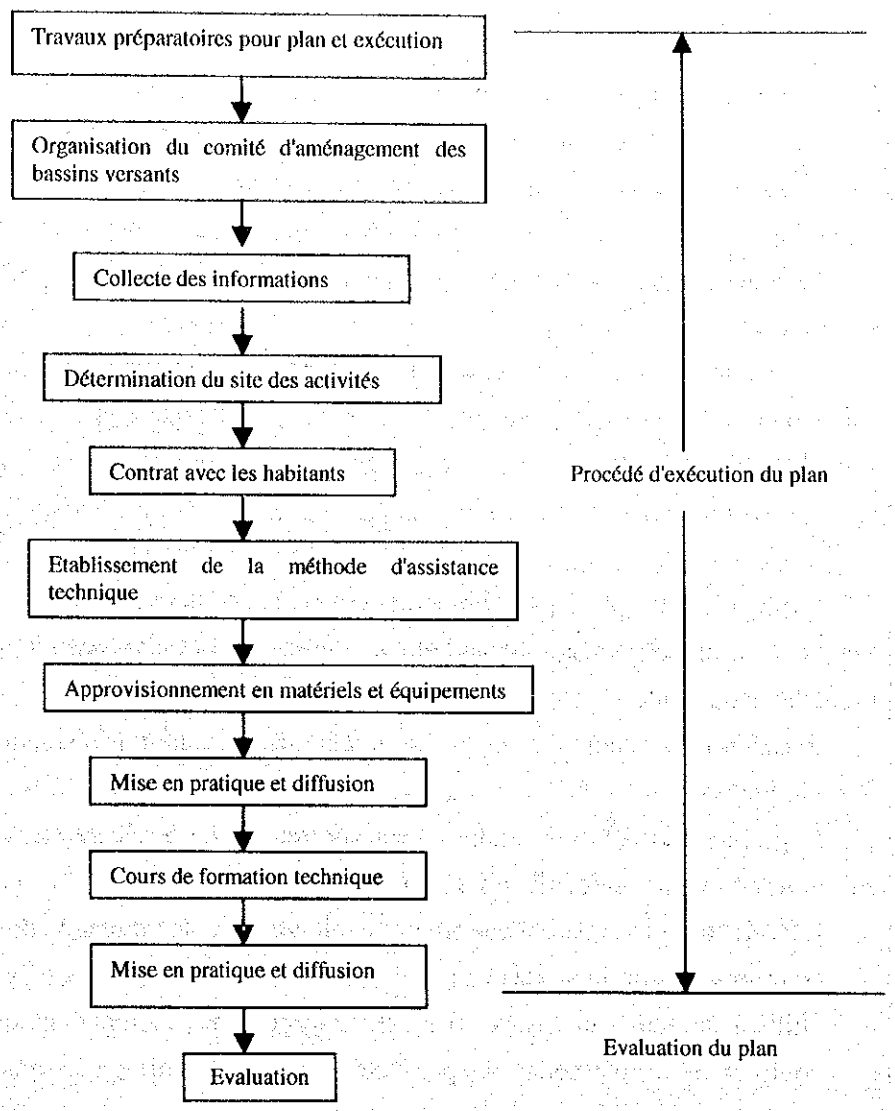 Travaux préparatoires pour plan et exécution
Organisation du comité d'aménagement des
bassins versants
Collecte des informations
Détermination du site des activités
Contrat avec les habitants
Procédé d'exécution du plan
Etablissement de la méthode d'assistance
technique
Approvisionnement en matériels et équipements
Mise en pratique et diffusion
Cours de formation technique
Mise en pratique et diffusion
Evaluation du plan
Evaluation